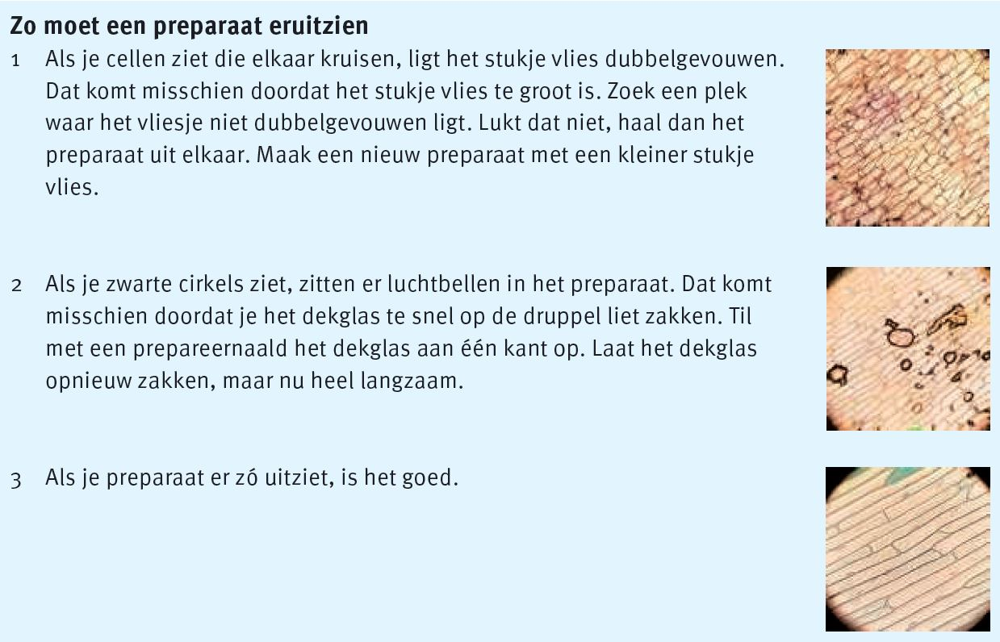 Zo moet een preparaat eruitzien
1 Als je cellen ziet die elkaar kruisen, ligt het stukje vlies dubbelgevouwen.
Dat komt misschien doordat het stukje vlies te groot is. Zoek een plek
waar het vliesje niet dubbelgevouwen ligt. Lukt dat niet, haal dan het
preparaat uit elkaar. Maak een nieuw preparaat met een kleiner stukje
vlies.
2 Als je zwarte cirkels ziet, zitten er luchtbellen in het preparaat. Dat komt
misschien doordat je het dekglas te snel op de druppel liet zakken. Til
met een prepareernaald het dekglas aan één kant op. Laat het dekglas
opnieuw zakken, maar nu heel langzaam.
3 Als je preparaat er zó uitziet, is het goed.